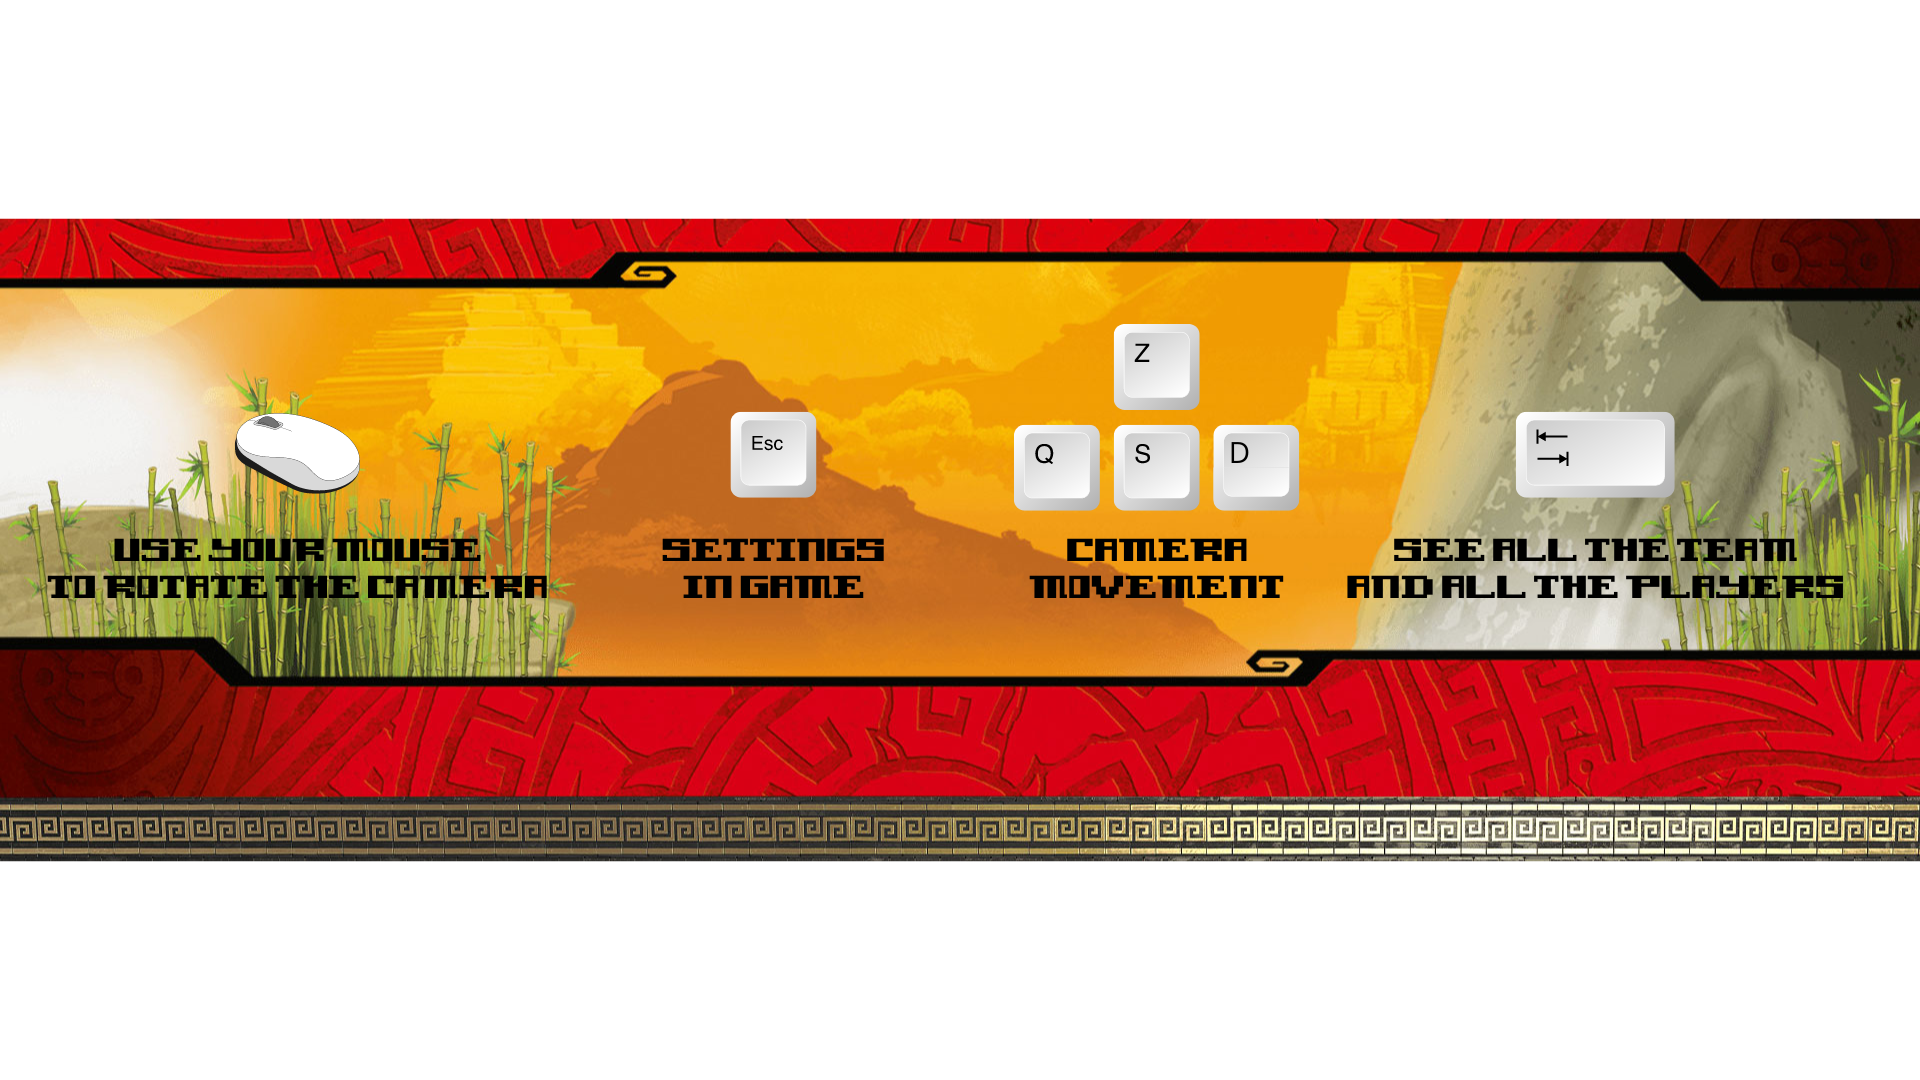 Z
Esc
Q S D
USE YOUR MOUSE
TO ROTATE THE CAMERA
SETTINGS
IN GAME
CAMERA
MOVEMENT
SEE ALL THE TEAM
AND ALL THE PLAYERS